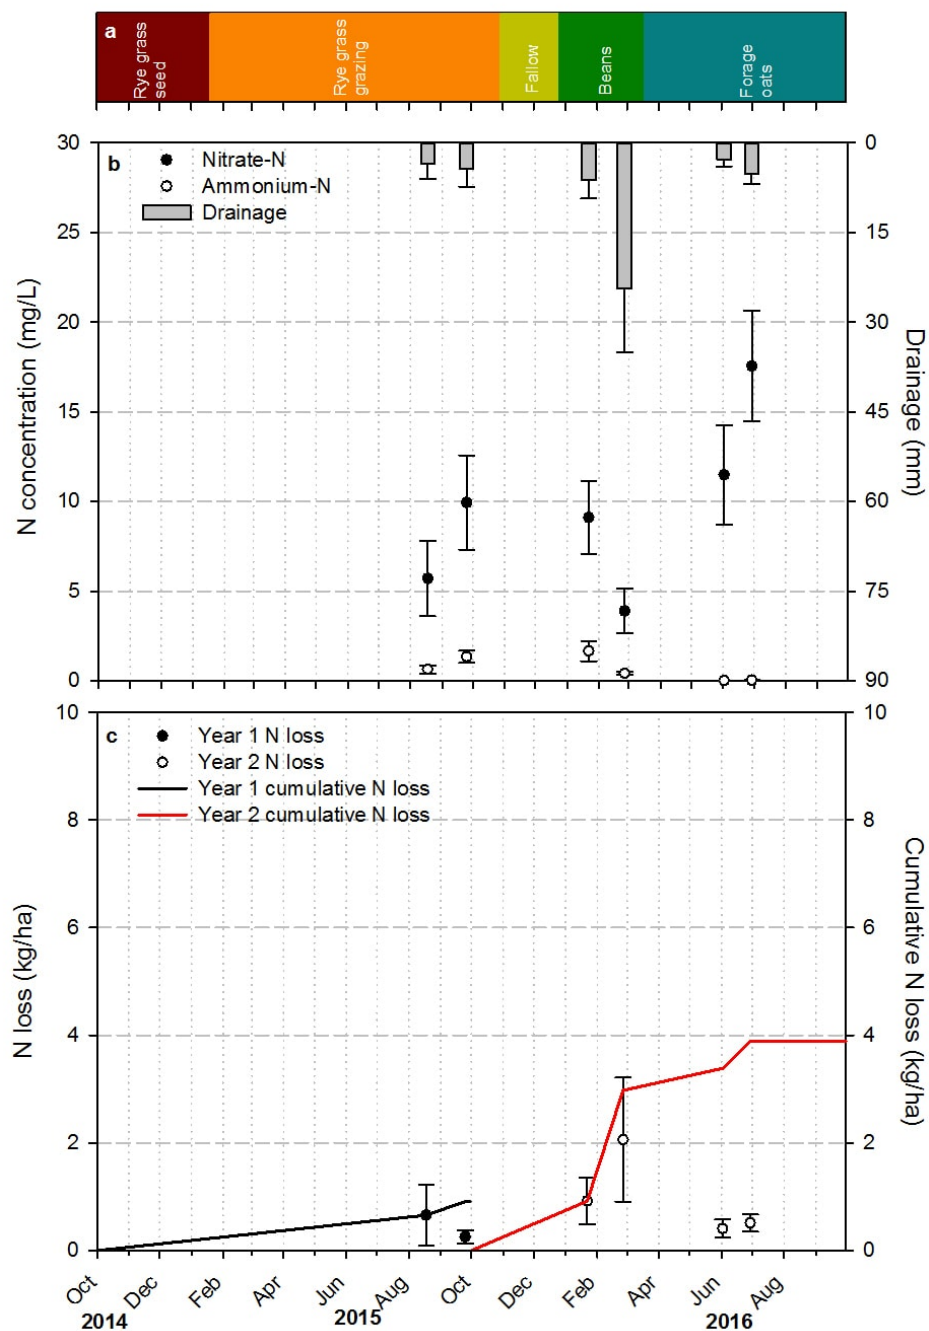 a
Rye grass
seed
Rye grass
grazing
Fallow
Beans
Forage
oats
b
Nitrate-N
Ammonium-N
Drainage
30
25
20
15
10
5
0
N concentration (mg/L)
0
15
30
45
60
75
90
Drainage (mm)
c
Year 1 N loss
Year 2 N loss
Year 1 cumulative N loss
Year 2 cumulative N loss
10
8
6
4
2
0
N loss (kg/ha)
10
8
6
4
2
0
Cumulative N loss (kg/ha)
Oct Dec Feb Apr Jun Aug Oct Dec Feb Apr Jun Aug
2014 2015 2016